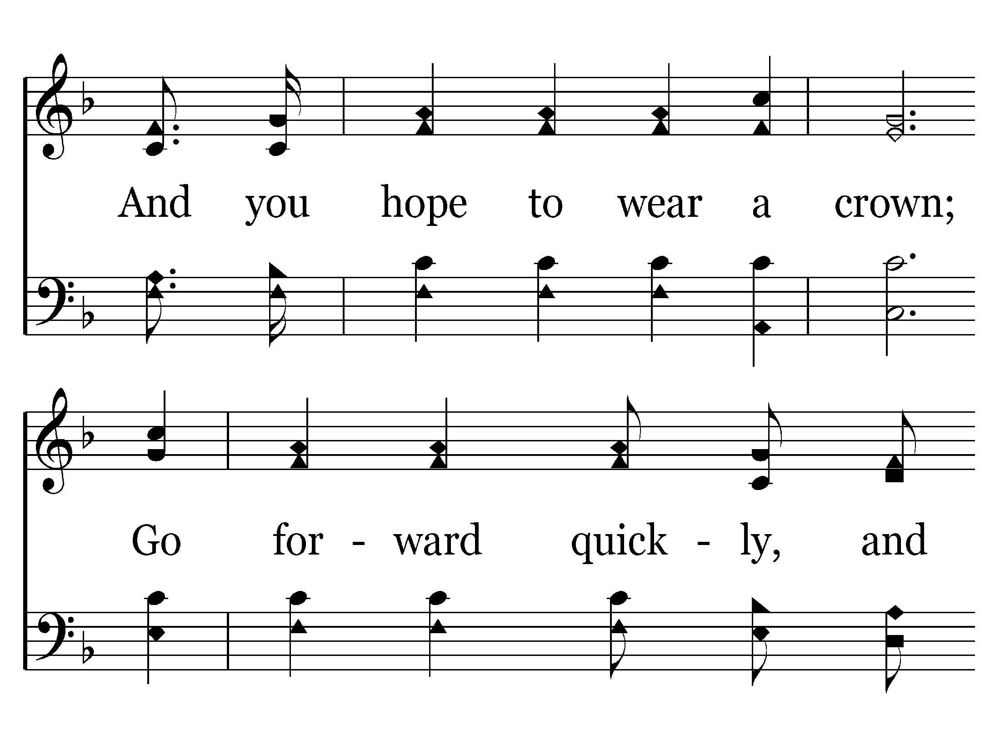 And you hope to wear a crown;
Go for - ward quick - ly, and